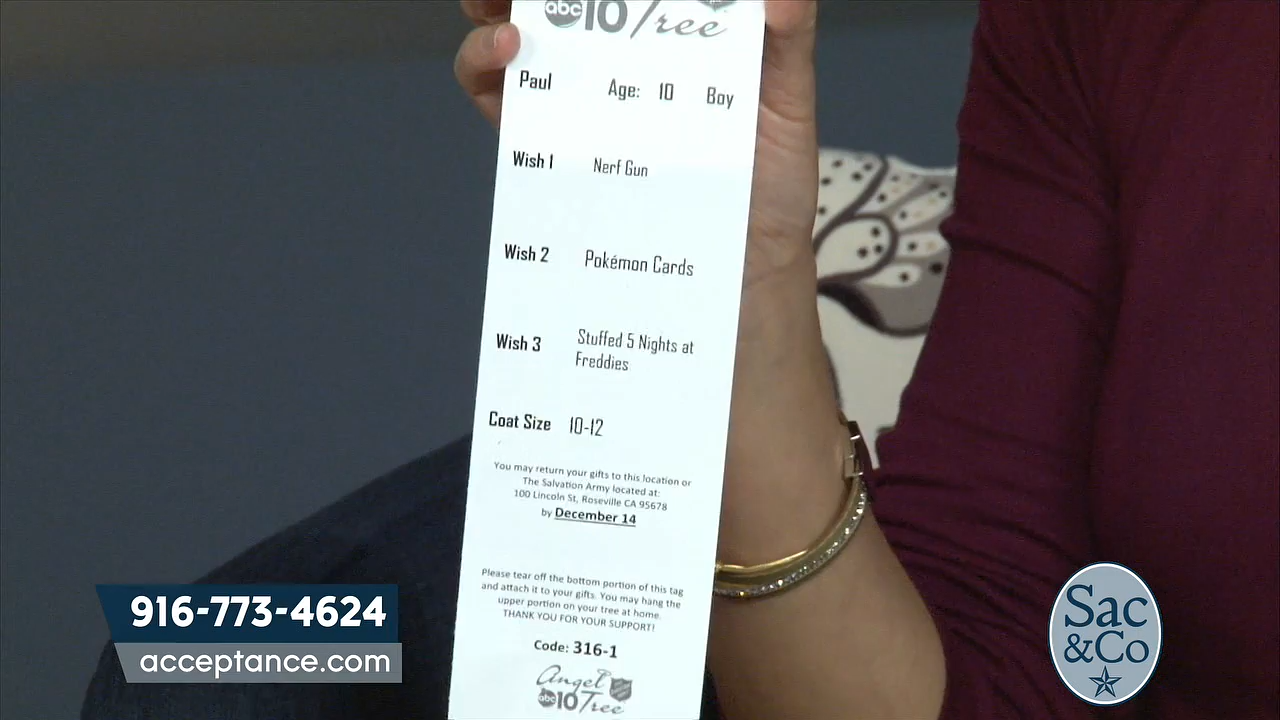 abc10 Tree
Paul Age: 10 Boy
Wish 1 Nerf Gun
Wish 2 Pokémon Cards
Wish 3 Stuffed 5 Nights at
Freddies
Coat Size 10-12
You may return your gifts to this location or
The Salvation Army located at:
100 Lincoln St, Roseville CA 95678
by December 14
Please tear off the bottom portion of this tag
and attach it to your gifts. You may hang the
upper portion on your tree at home.
THANK YOU FOR YOUR SUPPORT!
Code: 316-1
Angel
abc10 Tree
916-773-4624
acceptance.com
Sac
&Co